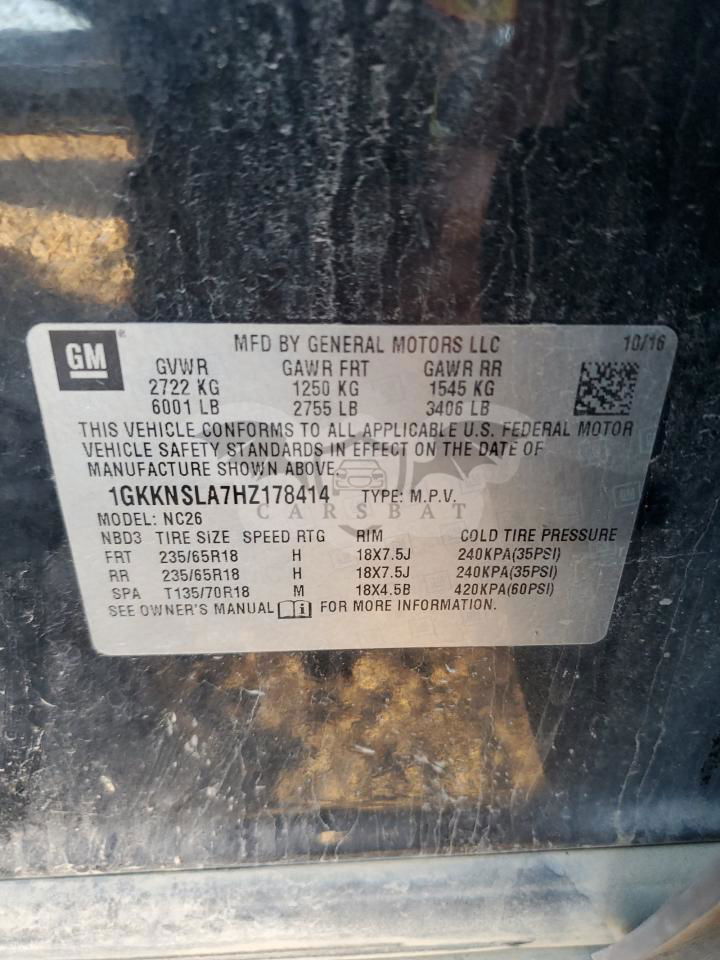 GM ® MFD BY GENERAL MOTORS LLC 10/16
GVWR GAWR FRT GAWR RR
2722 KG 1250 KG 1545 KG
6001 LB 2755 LB 3406 LB
THIS VEHICLE CONFORMS TO ALL APPLICABLE U.S. FEDERAL MOTOR
VEHICLE SAFETY STANDARDS IN EFFECT ON THE DATE OF
MANUFACTURE SHOWN ABOVE.
1GKKNSLA7HZ178414 TYPE: M.P.V.
CARSBAT
MODEL: NC26
NBD3 TIRE SIZE SPEED RTG RIM COLD TIRE PRESSURE
FRT 235/65R18 H 18X7.5J 240KPA(35PSI)
RR 235/65R18 H 18X7.5J 240KPA(35PSI)
SPA T135/70R18 M 18X4.5B 420KPA(60PSI)
SEE OWNER'S MANUAL i FOR MORE INFORMATION.